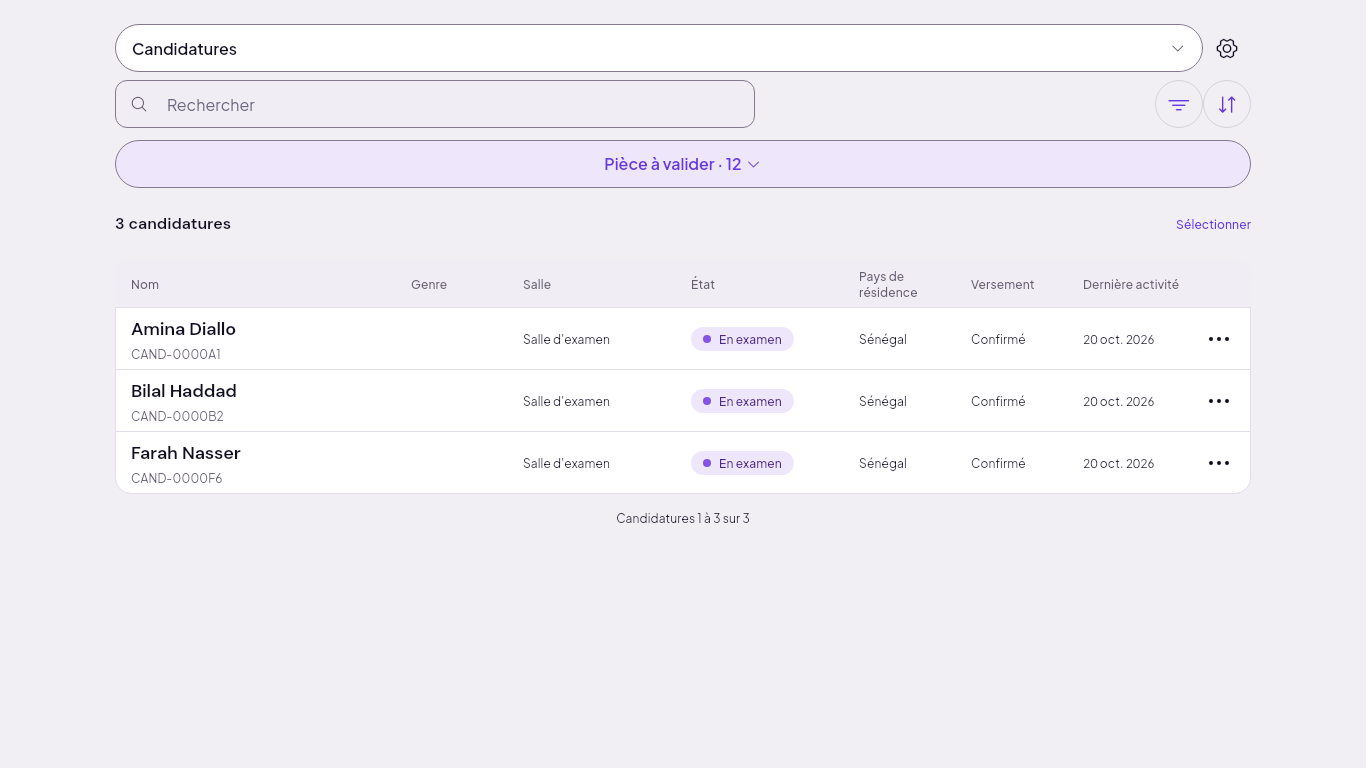 Candidatures
Rechercher
Pièce à valider · 12
3 candidatures
Sélectionner
Nom
Genre
Salle
État
Pays de
résidence
Versement
Dernière activité
Amina Diallo
CAND-0000A1
Salle d'examen
En examen
Sénégal
Confirmé
20 oct. 2026
Bilal Haddad
CAND-0000B2
Salle d'examen
En examen
Sénégal
Confirmé
20 oct. 2026
Farah Nasser
CAND-0000F6
Salle d'examen
En examen
Sénégal
Confirmé
20 oct. 2026
Candidatures 1 à 3 sur 3